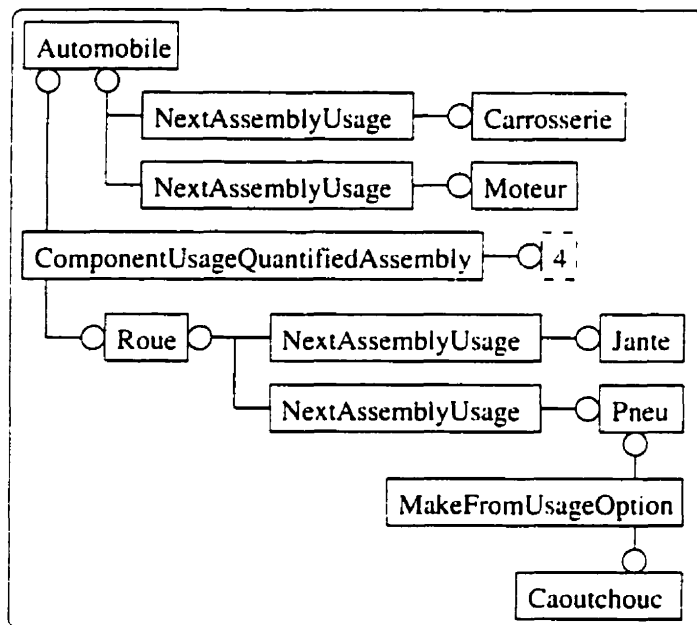 Automobile
NextAssemblyUsage Carrosserie
NextAssemblyUsage Moteur
ComponentUsageQuantifiedAssembly 4
Roue NextAssemblyUsage Jante
NextAssemblyUsage Pneu
MakeFromUsageOption
Caoutchouc